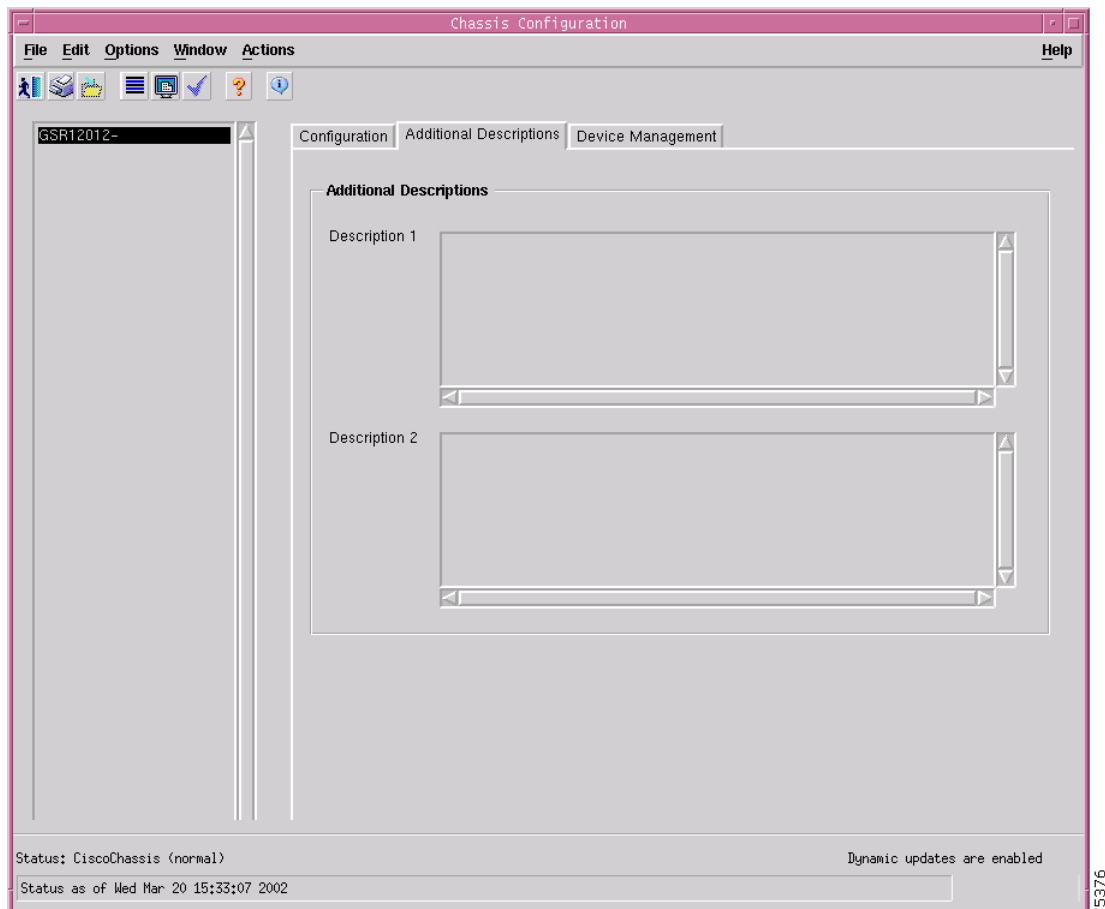 Chassis Configuration
File Edit Options Window Actions Help
GSR12012-
Configuration Additional Descriptions Device Management
Additional Descriptions
Description 1
Description 2
Status: CiscoChassis (normal) Dynamic updates are enabled
Status as of Wed Mar 20 15:33:07 2002
5376